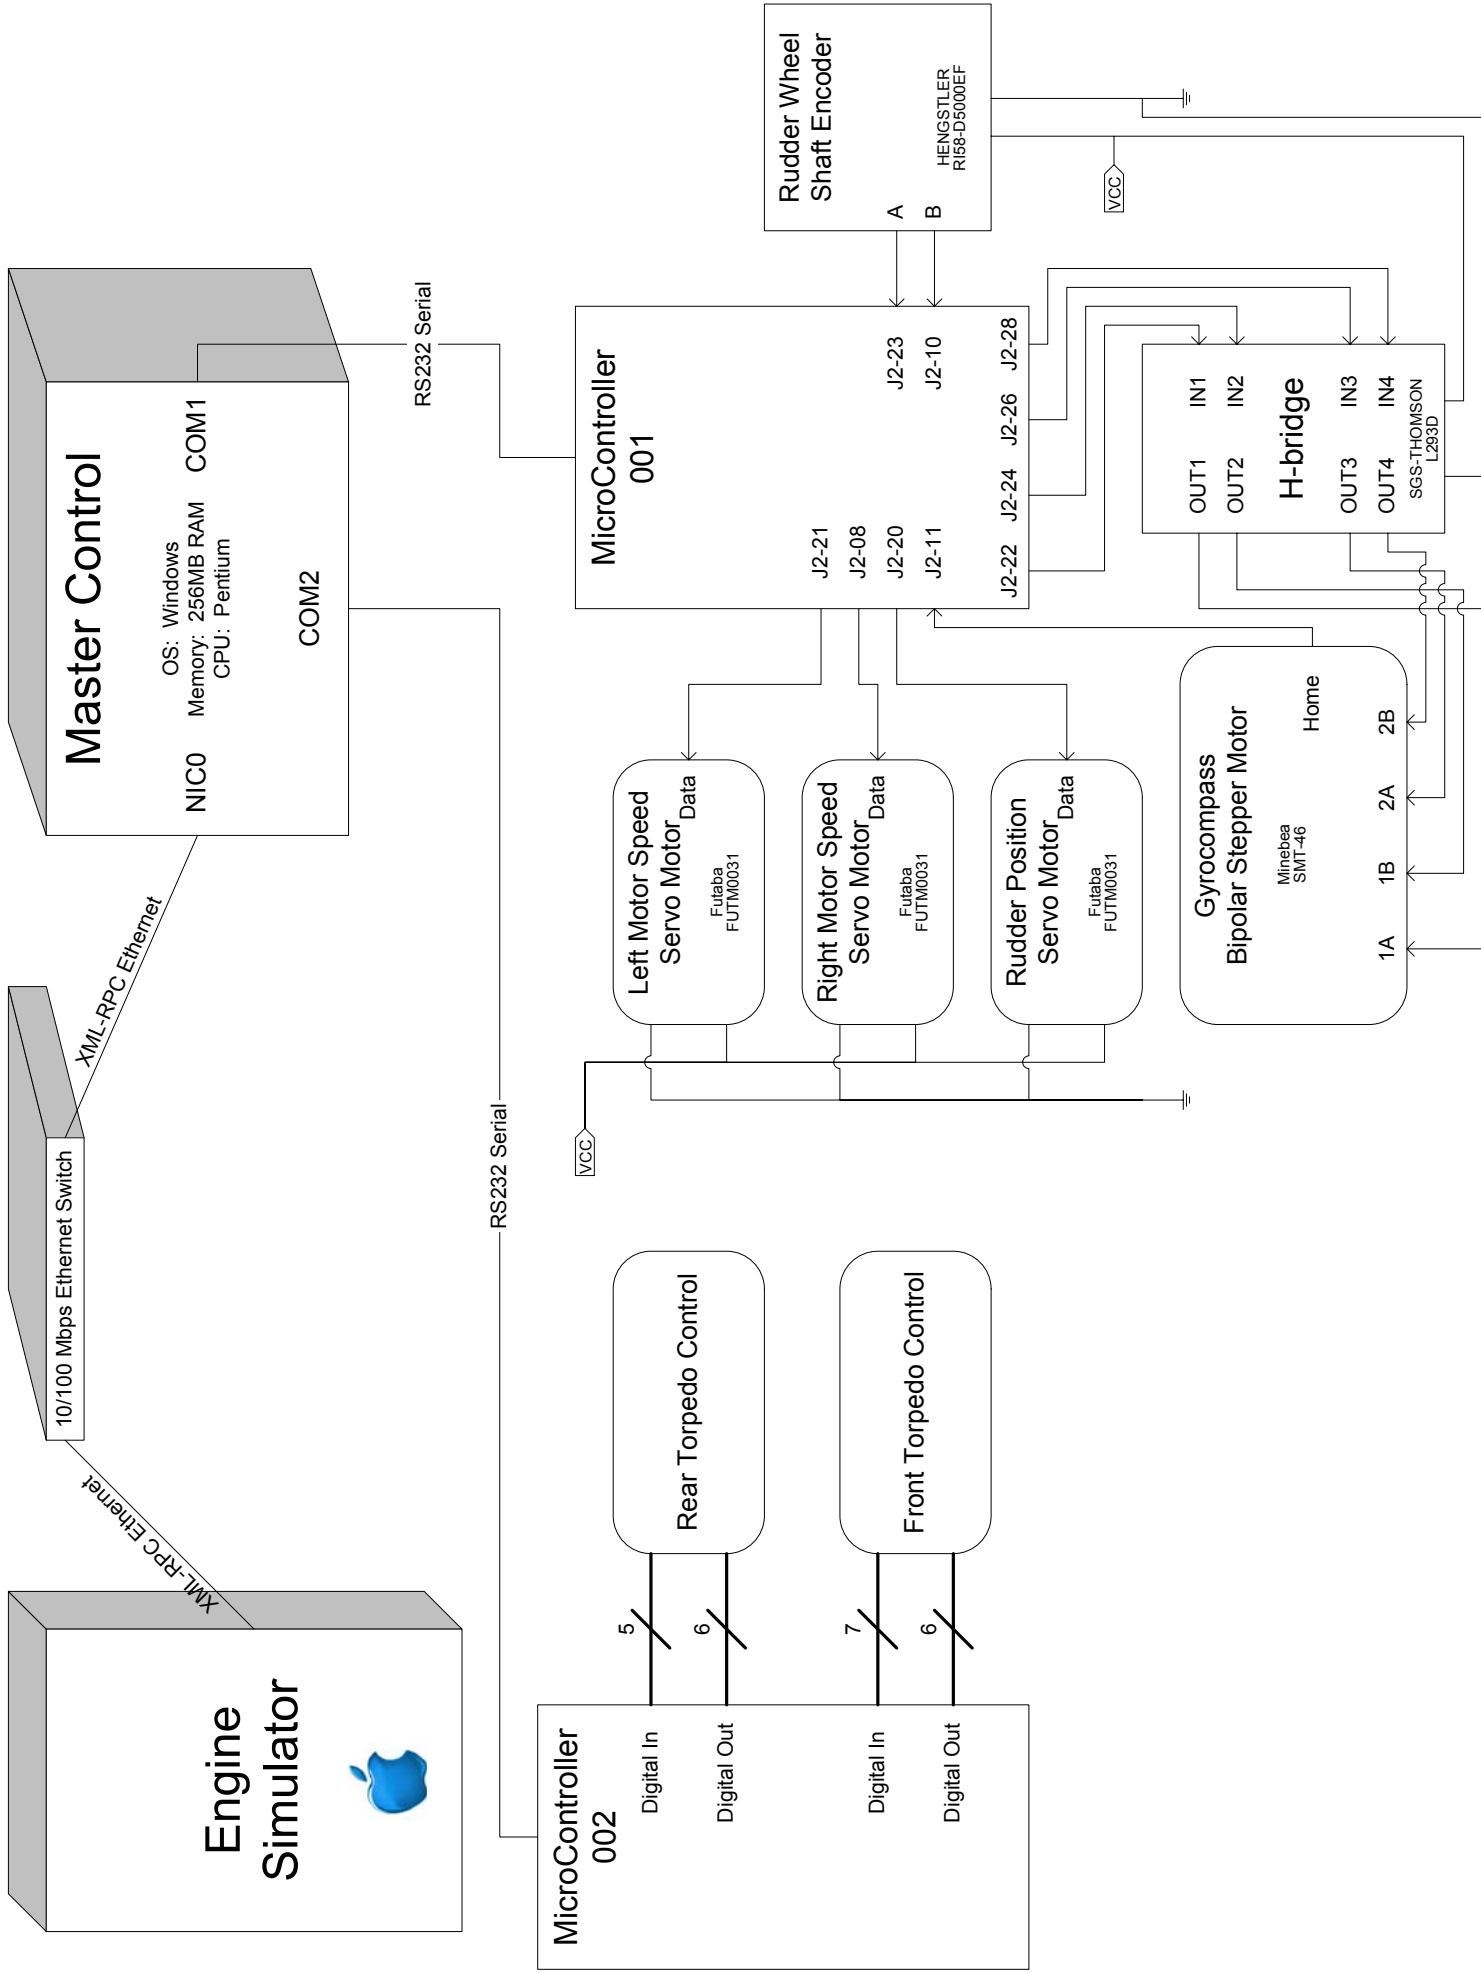 Engine
Simulator
XML-RPC Ethernet
10/100 Mbps Ethernet Switch
XML-RPC Ethernet
Master Control
NIC0
OS: Windows
Memory: 256MB RAM
CPU: Pentium
COM1
COM2
RS232 Serial
RS232 Serial
MicroController
002
Digital In
5
Digital Out
6
Rear Torpedo Control
Digital In
7
Digital Out
6
Front Torpedo Control
VCC
Left Motor Speed
Servo Motor
Data
Futaba
FUTM0031
Right Motor Speed
Servo Motor
Data
Futaba
FUTM0031
Rudder Position
Servo Motor
Data
Futaba
FUTM0031
Gyrocompass
Bipolar Stepper Motor
Minebea
SMT-46
Home
1A
1B
2A
2B
MicroController
001
J2-21
J2-08
J2-20
J2-11
J2-23
J2-10
J2-22
J2-24
J2-26
J2-28
Rudder Wheel
Shaft Encoder
A
B
HENGSTLER
RI58-D5000EF
VCC
OUT1
IN1
OUT2
IN2
H-bridge
OUT3
IN3
OUT4
IN4
SGS-THOMSON
L293D